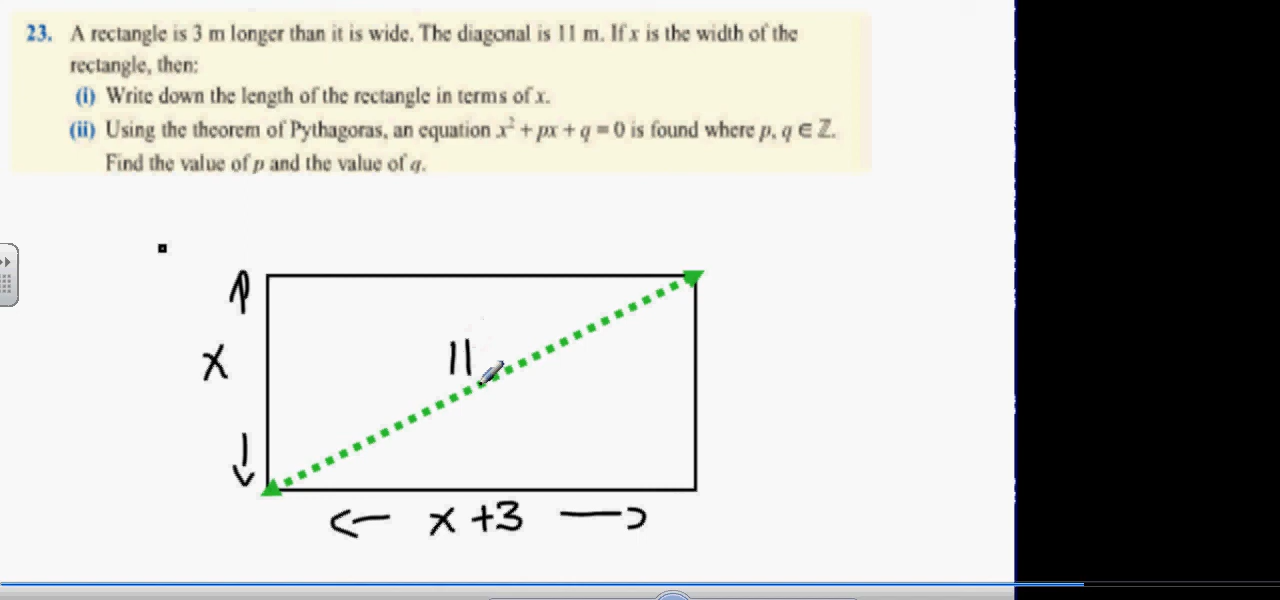 23. A rectangle is 3 m longer than it is wide. The diagonal is 11 m. If x is the width of the
rectangle, then:
(i) Write down the length of the rectangle in terms of x.
(ii) Using the theorem of Pythagoras, an equation x² + px + q = 0 is found where p, q ∈ ℤ.
Find the value of p and the value of q.
11
x
x + 3